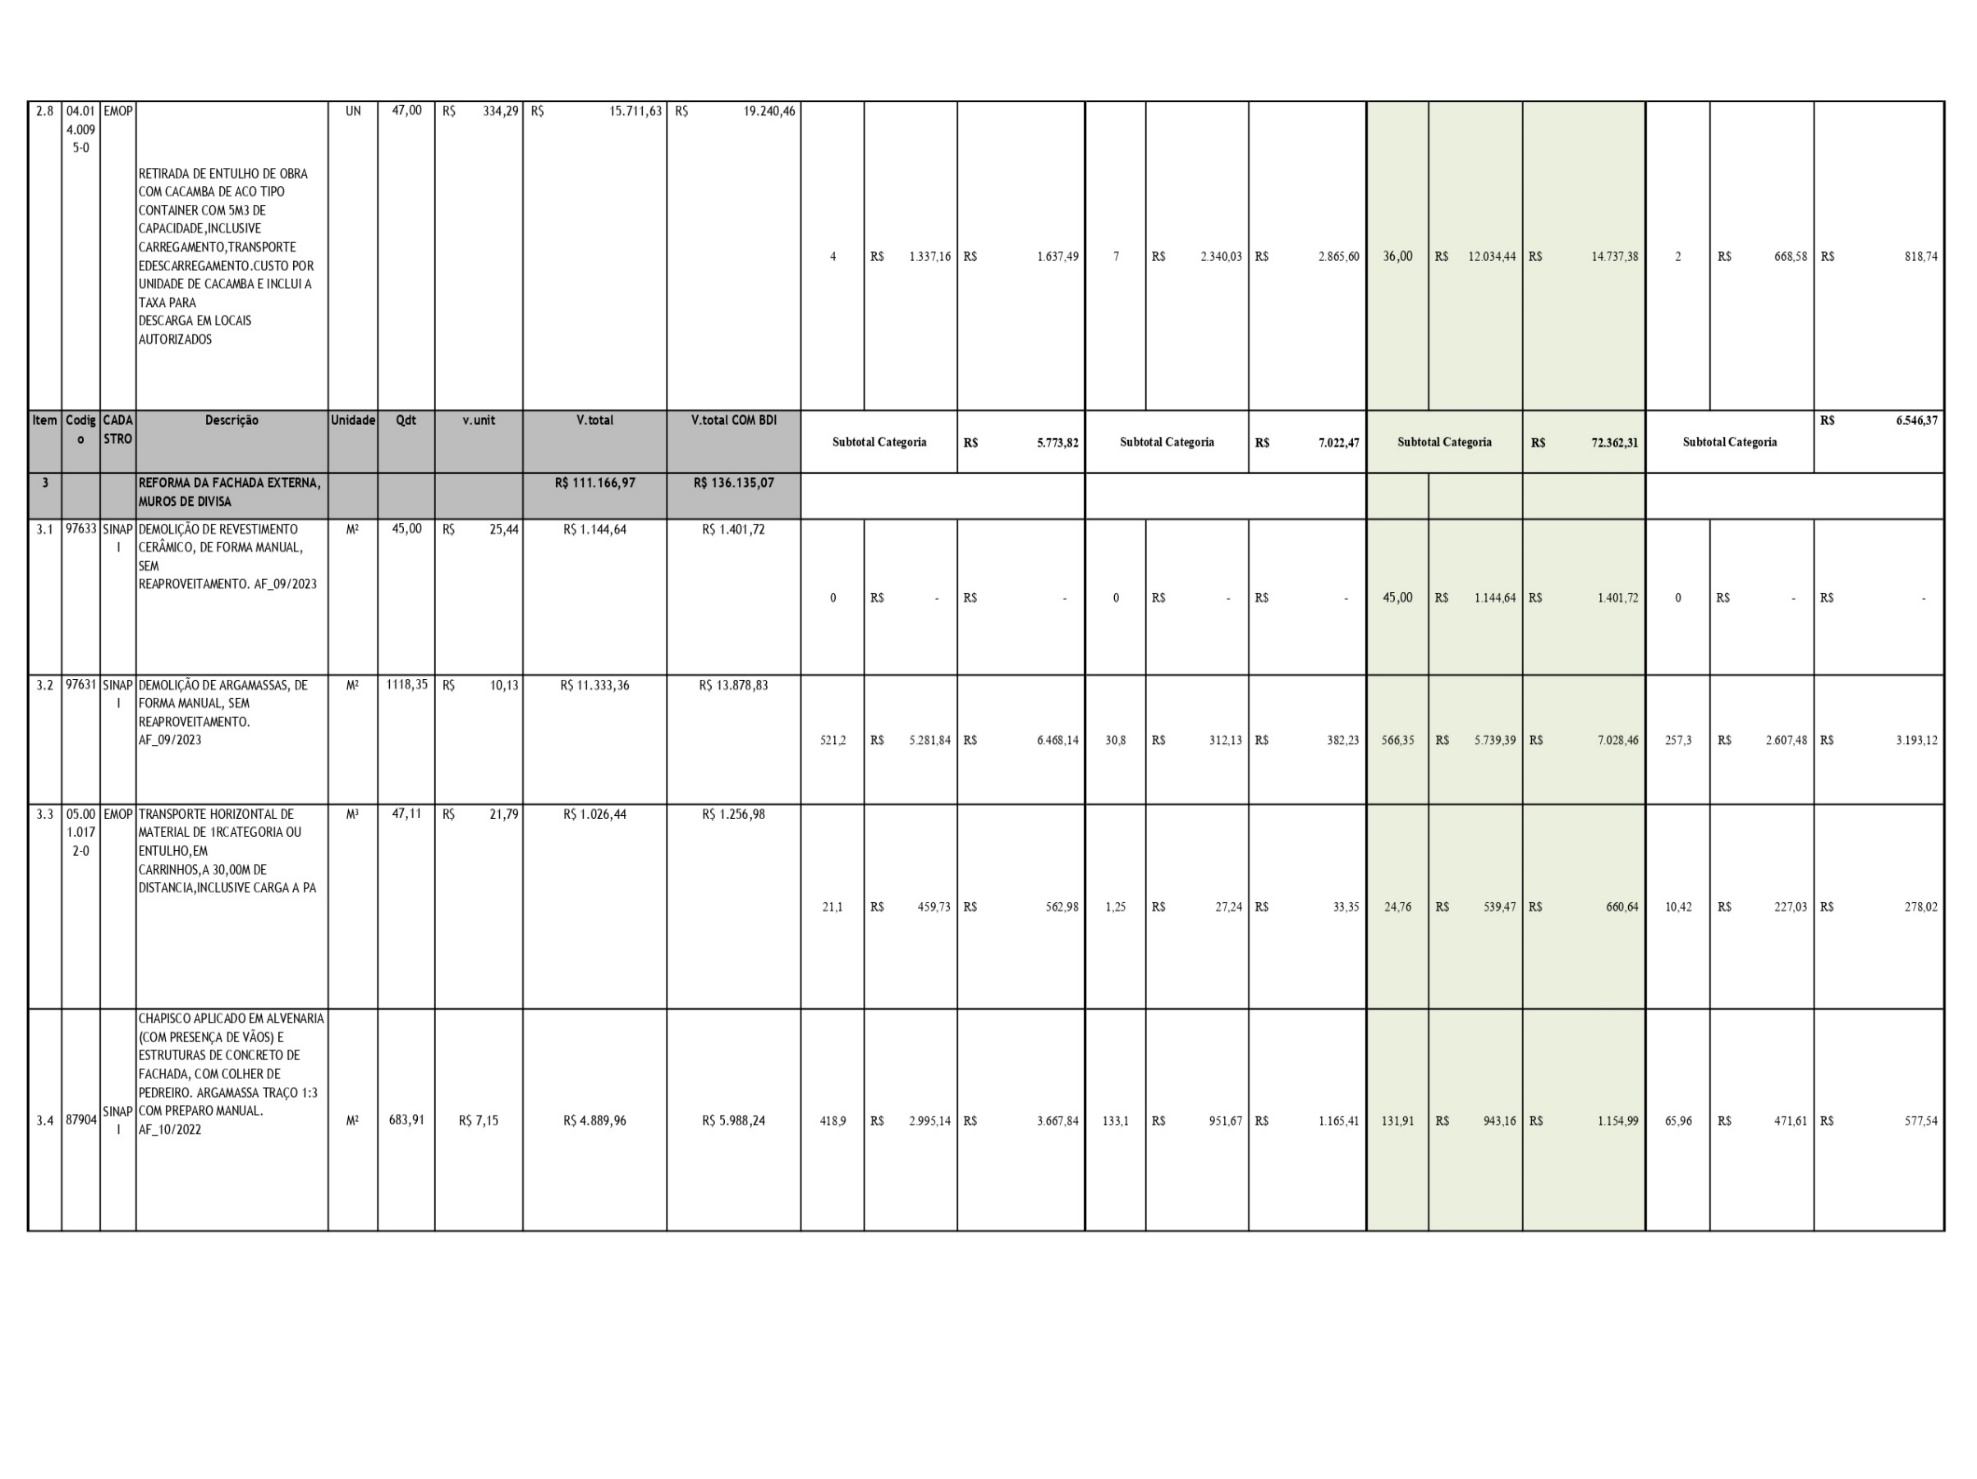 2.8 04.01 EMOP UN 47,00 R$ 334,29 R$ 15.711,63 R$ 19.240,46
4.009
5-0
RETIRADA DE ENTULHO DE OBRA
COM CACAMBA DE ACO TIPO
CONTAINER COM 5M3 DE
CAPACIDADE,INCLUSIVE
CARREGAMENTO,TRANSPORTE
EDESCARREGAMENTO.CUSTO POR
UNIDADE DE CACAMBA E INCLUI A
TAXA PARA
DESCARGA EM LOCAIS
AUTORIZADOS
4 R$ 1.337,16 R$ 1.637,49 7 R$ 2.340,03 R$ 2.865,60 36,00 R$ 12.034,44 R$ 14.737,38 2 R$ 668,58 R$ 818,74
Item Codig CADA Descrição Unidade Qdt v.unit V.total V.total COM BDI
o STRO
Subtotal Categoria R$ 5.773,82 Subtotal Categoria R$ 7.022,47 Subtotal Categoria R$ 72.362,31 Subtotal Categoria R$ 6.546,37
3 REFORMA DA FACHADA EXTERNA, R$ 111.166,97 R$ 136.135,07
MUROS DE DIVISA
3.1 97633 SINAP DEMOLIÇÃO DE REVESTIMENTO M² 45,00 R$ 25,44 R$ 1.144,64 R$ 1.401,72
I CERÂMICO, DE FORMA MANUAL,
SEM
REAPROVEITAMENTO. AF_09/2023
0 R$ - R$ - 0 R$ - R$ - 45,00 R$ 1.144,64 R$ 1.401,72 0 R$ - R$ -
3.2 97631 SINAP DEMOLIÇÃO DE ARGAMASSAS, DE M² 1118,35 R$ 10,13 R$ 11.333,36 R$ 13.878,83
I FORMA MANUAL, SEM
REAPROVEITAMENTO.
AF_09/2023
521,2 R$ 5.281,84 R$ 6.468,14 30,8 R$ 312,13 R$ 382,23 566,35 R$ 5.739,39 R$ 7.028,46 257,3 R$ 2.607,48 R$ 3.193,12
3.3 05.00 EMOP TRANSPORTE HORIZONTAL DE M³ 47,11 R$ 21,79 R$ 1.026,44 R$ 1.256,98
1.017 MATERIAL DE 1RCATEGORIA OU
2-0 ENTULHO,EM
CARRINHOS,A 30,00M DE
DISTANCIA,INCLUSIVE CARGA A PA
21,1 R$ 459,73 R$ 562,98 1,25 R$ 27,24 R$ 33,35 24,76 R$ 539,47 R$ 660,64 10,42 R$ 227,03 R$ 278,02
CHAPISCO APLICADO EM ALVENARIA
(COM PRESENÇA DE VÃOS) E
ESTRUTURAS DE CONCRETO DE
FACHADA, COM COLHER DE
PEDREIRO. ARGAMASSA TRAÇO 1:3
COM PREPARO MANUAL.
AF_10/2022
3.4 87904 SINAP I M² 683,91 R$ 7,15 R$ 4.889,96 R$ 5.988,24 418,9 R$ 2.995,14 R$ 3.667,84 133,1 R$ 951,67 R$ 1.165,41 131,91 R$ 943,16 R$ 1.154,99 65,96 R$ 471,61 R$ 577,54